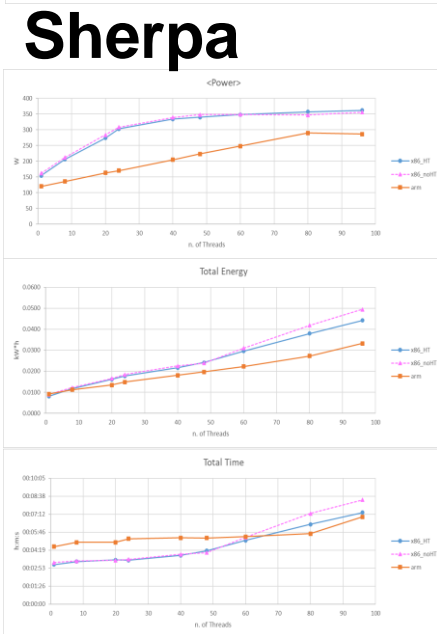 Sherpa
<Power>
400
350
300
250
200
150
100
50
0
W
0 10 20 30 40 50 60 70 80 90 100
n. of Threads
x86_HT
x86_noHT
arm
Total Energy
0.0600
0.0500
0.0400
0.0300
0.0200
0.0100
0.0000
kW*h
0 10 20 30 40 50 60 70 80 90 100
n. of Threads
x86_HT
x86_noHT
arm
Total Time
00:10:05
00:08:38
00:07:12
00:05:46
00:04:19
00:02:53
00:01:26
00:00:00
h:m:s
0 10 20 30 40 50 60 70 80 90 100
n. of Threads
x86_HT
x86_noHT
arm